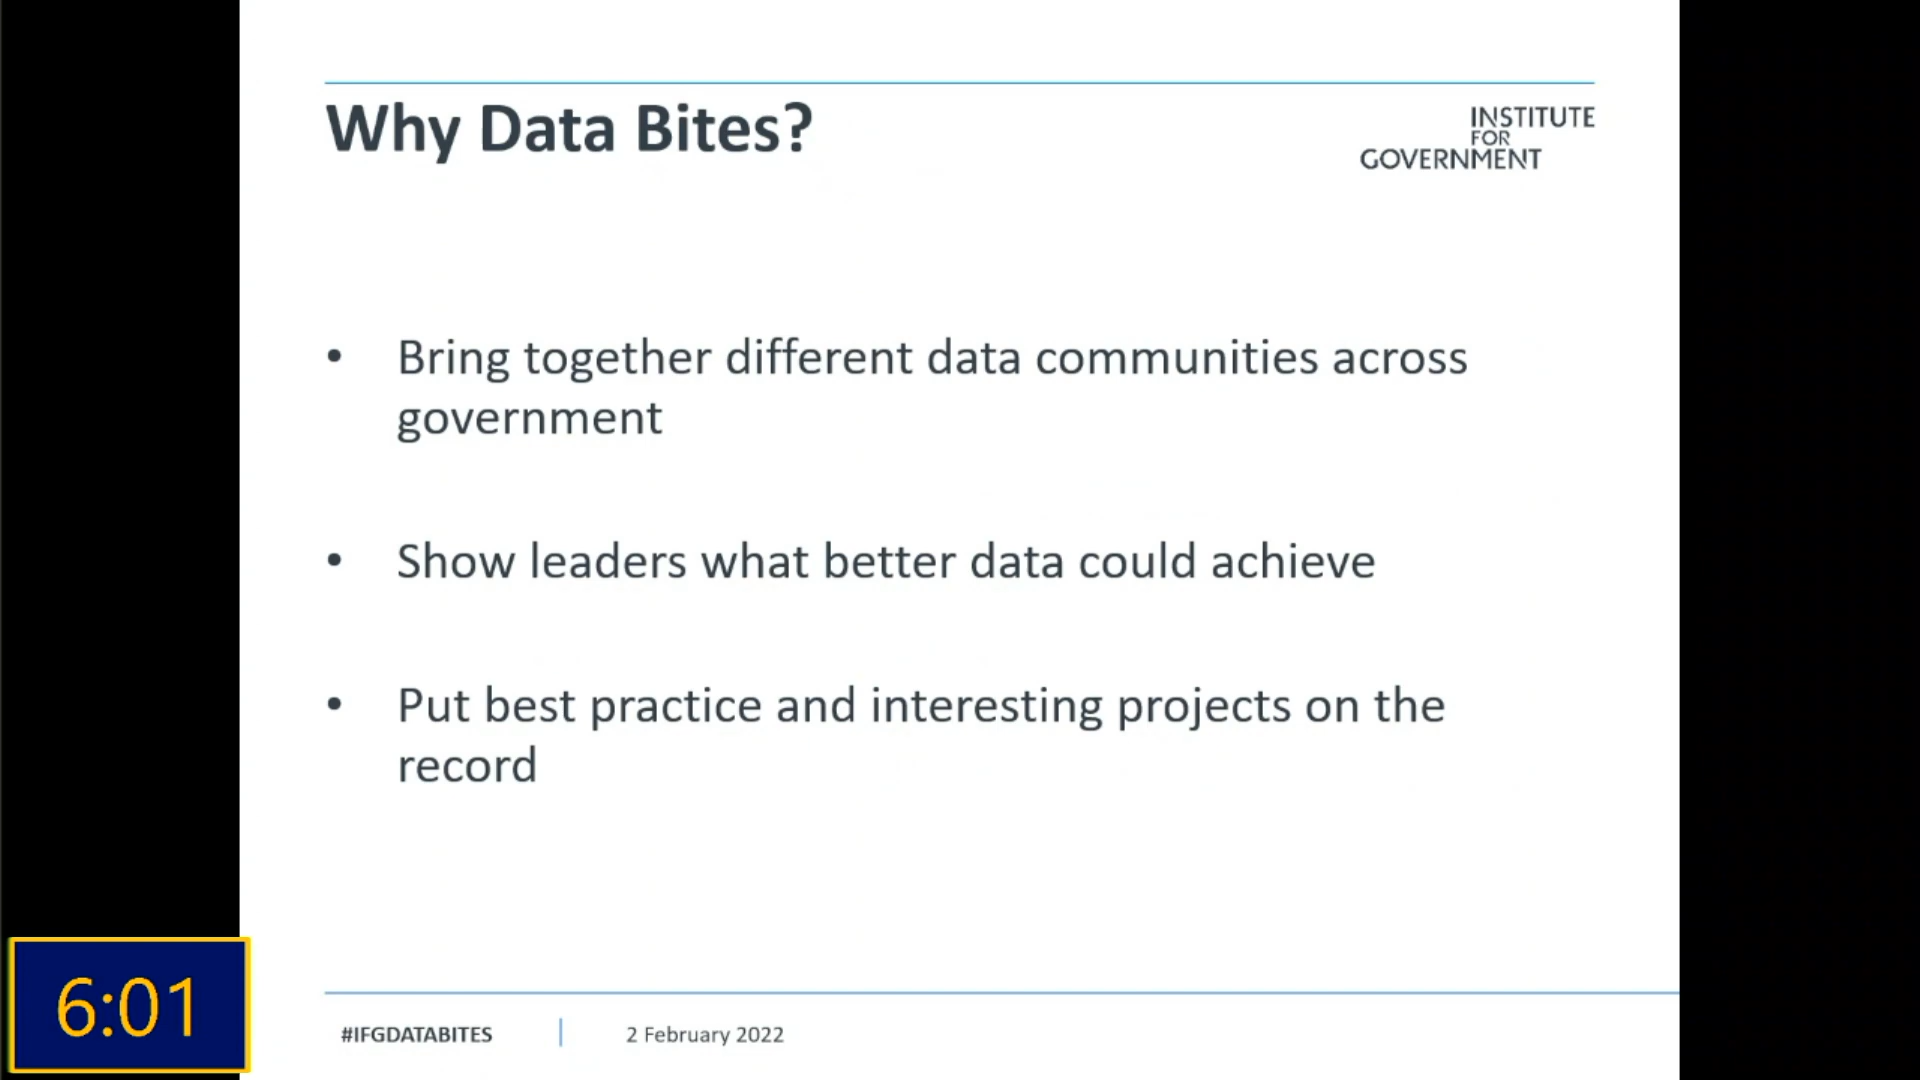 Why Data Bites?
INSTITUTE
FOR
GOVERNMENT
• Bring together different data communities across
government
• Show leaders what better data could achieve
• Put best practice and interesting projects on the
record
6:01
#IFGDATABITES
2 February 2022